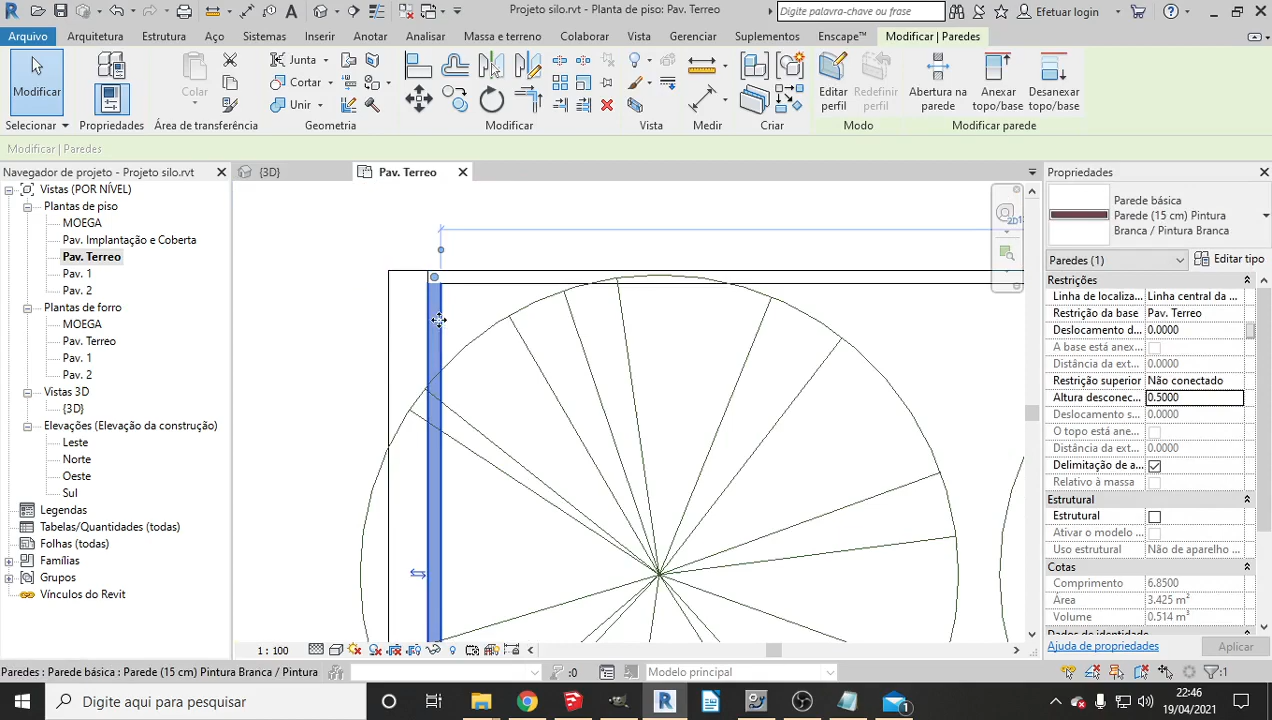 Projeto silo.rvt - Planta de piso: Pav. Terreo
Digite palavra-chave ou frase
Efetuar login
Arquivo
Arquitetura
Estrutura
Aço
Sistemas
Inserir
Anotar
Analisar
Massa e terreno
Colaborar
Vista
Gerenciar
Suplementos
Enscape™
Modificar | Paredes
Modificar
Colar
Junta
Cortar
Unir
Editar
perfil
Redefinir
perfil
Abertura na
parede
Anexar
topo/base
Desanexar
topo/base
Selecionar
Propriedades
Área de transferência
Geometria
Modificar
Vista
Medir
Criar
Modo
Modificar parede
Modificar | Paredes
Navegador de projeto - Projeto silo.rvt
Vistas (POR NÍVEL)
Plantas de piso
MOEGA
Pav. Implantação e Coberta
Pav. Terreo
Pav. 1
Pav. 2
Plantas de forro
MOEGA
Pav. Terreo
Pav. 1
Pav. 2
Vistas 3D
{3D}
Elevações (Elevação da construção)
Leste
Norte
Oeste
Sul
Legendas
Tabelas/Quantidades (todas)
Folhas (todas)
Famílias
Grupos
Vínculos do Revit
{3D}
Pav. Terreo
1 : 100
Propriedades
Parede básica
Parede (15 cm) Pintura
Branca / Pintura Branca
Paredes (1)
Editar tipo
Restrições
Linha de localiza... Linha central da ...
Restrição da base Pav. Terreo
Deslocamento d... 0.0000
A base está anex...
Distância da ext... 0.0000
Restrição superior Não conectado
Altura desconec... 0.5000
Deslocamento s... 0.0000
O topo está ane...
Distância da ext... 0.0000
Delimitação de a...
Relativo à massa
Estrutural
Estrutural
Ativar o modelo ...
Uso estrutural Não de aparelho ...
Cotas
Comprimento 6.8500
Área 3.425 m²
Volume 0.514 m³
Dados de identidade
Ajuda de propriedades
Aplicar
Paredes : Parede básica : Parede (15 cm) Pintura Branca / Pintura Branca
:0
Modelo principal
:1
Digite aqui para pesquisar
1
22:46
19/04/2021